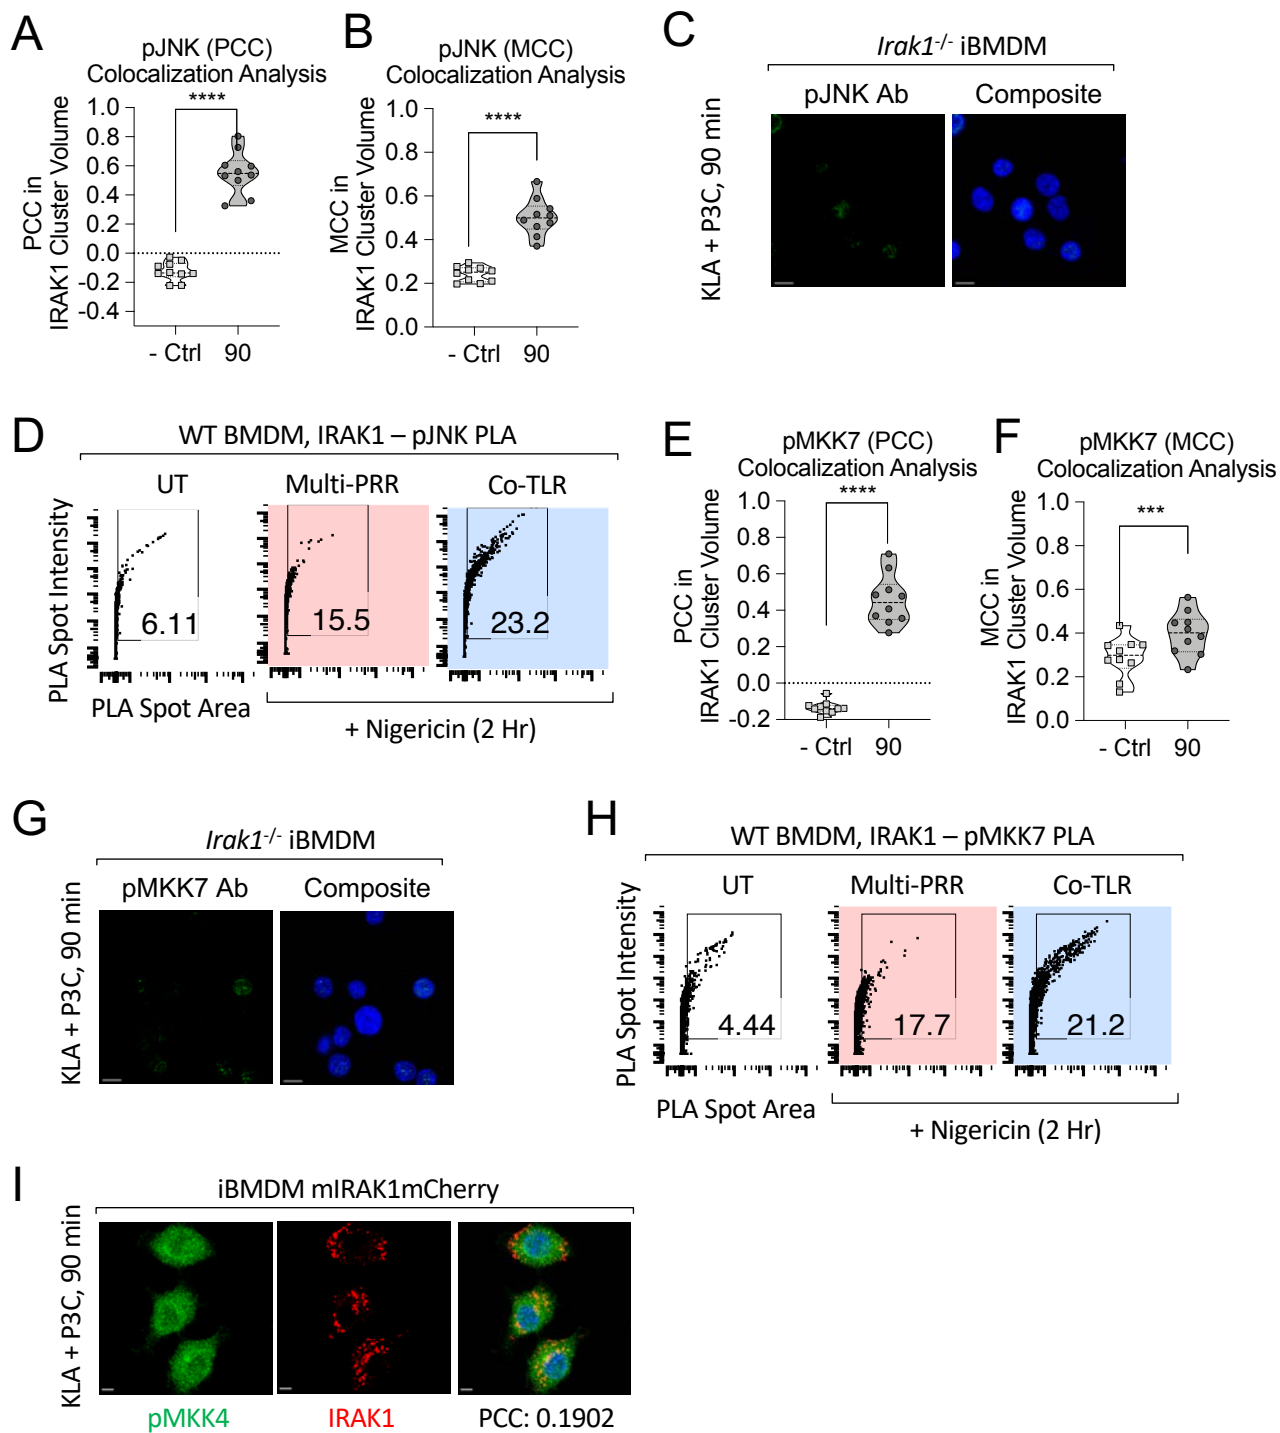 A
pJNK (PCC)
Colocalization Analysis
PCC in
IRAK1 Cluster Volume
1.0
0.8
0.6
0.4
0.2
0.0
-0.2
-0.4
****
- Ctrl 90
B
pJNK (MCC)
Colocalization Analysis
MCC in
IRAK1 Cluster Volume
1.0
0.8
0.6
0.4
0.2
0.0
****
- Ctrl 90
C
Irak1-/- iBMDM
pJNK Ab Composite
KLA + P3C, 90 min
D
WT BMDM, IRAK1 – pJNK PLA
UT Multi-PRR Co-TLR
PLA Spot Intensity
6.11 15.5 23.2
PLA Spot Area
+ Nigericin (2 Hr)
E
pMKK7 (PCC)
Colocalization Analysis
PCC in
IRAK1 Cluster Volume
1.0
0.8
0.6
0.4
0.2
0.0
-0.2
****
- Ctrl 90
F
pMKK7 (MCC)
Colocalization Analysis
MCC in
IRAK1 Cluster Volume
1.0
0.8
0.6
0.4
0.2
0.0
***
- Ctrl 90
G
Irak1-/- iBMDM
pMKK7 Ab Composite
KLA + P3C, 90 min
H
WT BMDM, IRAK1 – pMKK7 PLA
UT Multi-PRR Co-TLR
PLA Spot Intensity
4.44 17.7 21.2
PLA Spot Area
+ Nigericin (2 Hr)
I
iBMDM mIRAK1mCherry
KLA + P3C, 90 min
pMKK4 IRAK1 PCC: 0.1902